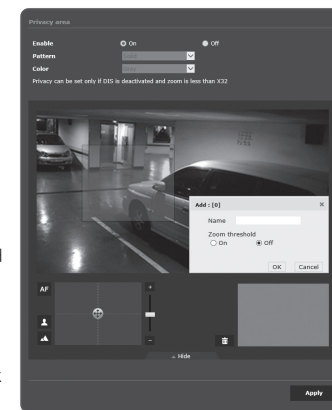 Privacy area
Enable On Off
Pattern
Color
Privacy can be set only if DIS is deactivated and zoom is less than X32
Add : [0]
Name
Zoom threshold
On Off
OK Cancel
AF
+
−
Hide
Apply